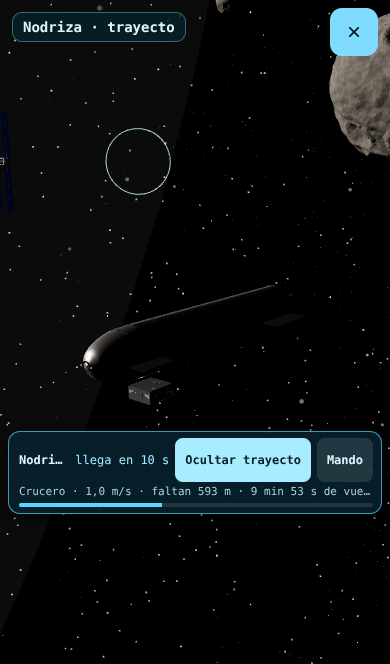 Nodriza · trayecto
✕
Nodri… llega en 10 s Ocultar trayecto Mando
Crucero · 1,0 m/s · faltan 593 m · 9 min 53 s de vue…